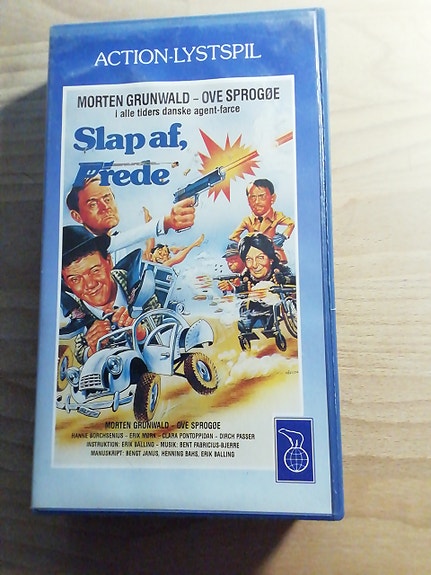 ACTION-LYSTSPIL
MORTEN GRUNWALD – OVE SPROGØE
i alle tiders danske agent-farce
Slap af,
Frede
MORTEN GRUNWALD – OVE SPROGØE
HANNE BORCHSENIUS – ERIK MØRK – CLARA PONTOPPIDAN – DIRCH PASSER
INSTRUKTION: ERIK BALLING – MUSIK: BENT FABRICIUS-BJERRE
MANUSKRIPT: BENGT JANUS, HENNING BAHS, ERIK BALLING